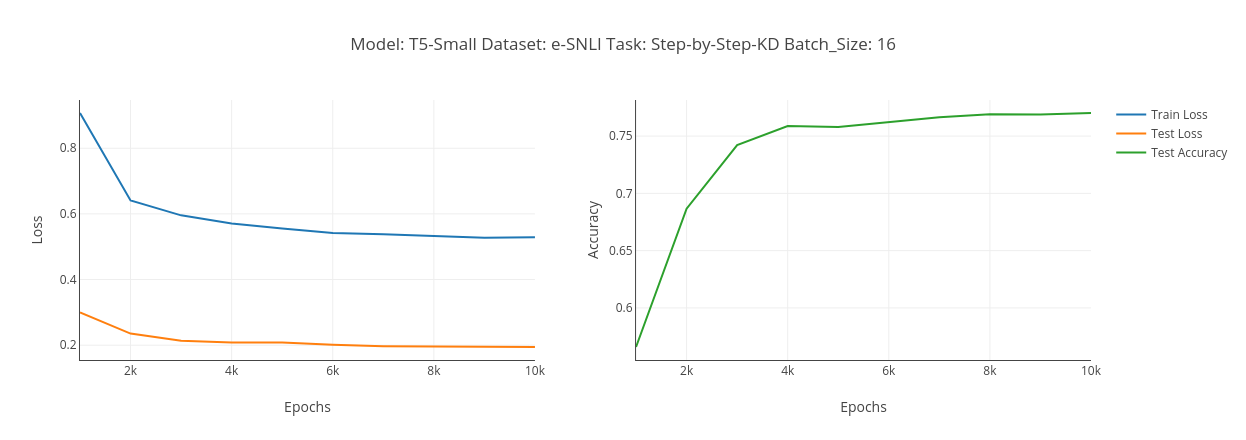 Model: T5-Small Dataset: e-SNLI Task: Step-by-Step-KD Batch_Size: 16
Loss
0.8
0.6
0.4
0.2
2k
4k
6k
8k
10k
Epochs
Accuracy
0.75
0.7
0.65
0.6
2k
4k
6k
8k
10k
Epochs
Train Loss
Test Loss
Test Accuracy